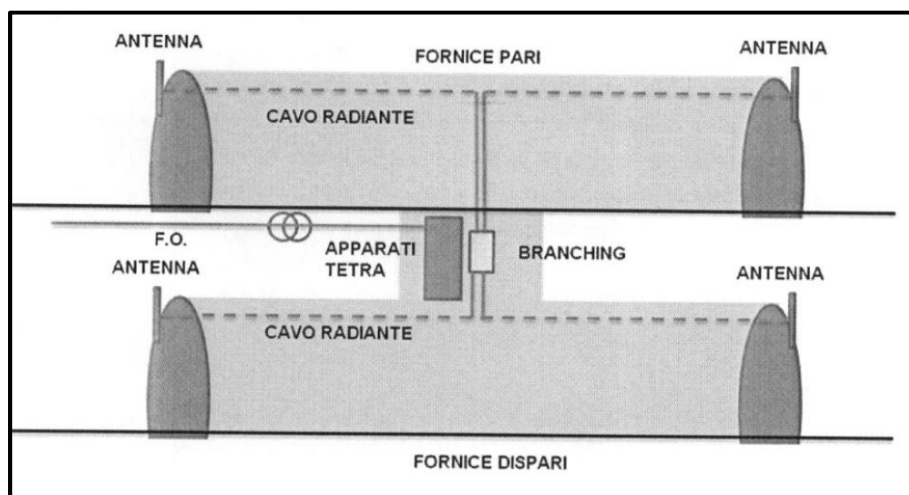 ANTENNA
FORNICE PARI
ANTENNA
CAVO RADIANTE
F.O.
APPARATI
TETRA
BRANCHING
ANTENNA
ANTENNA
CAVO RADIANTE
FORNICE DISPARI